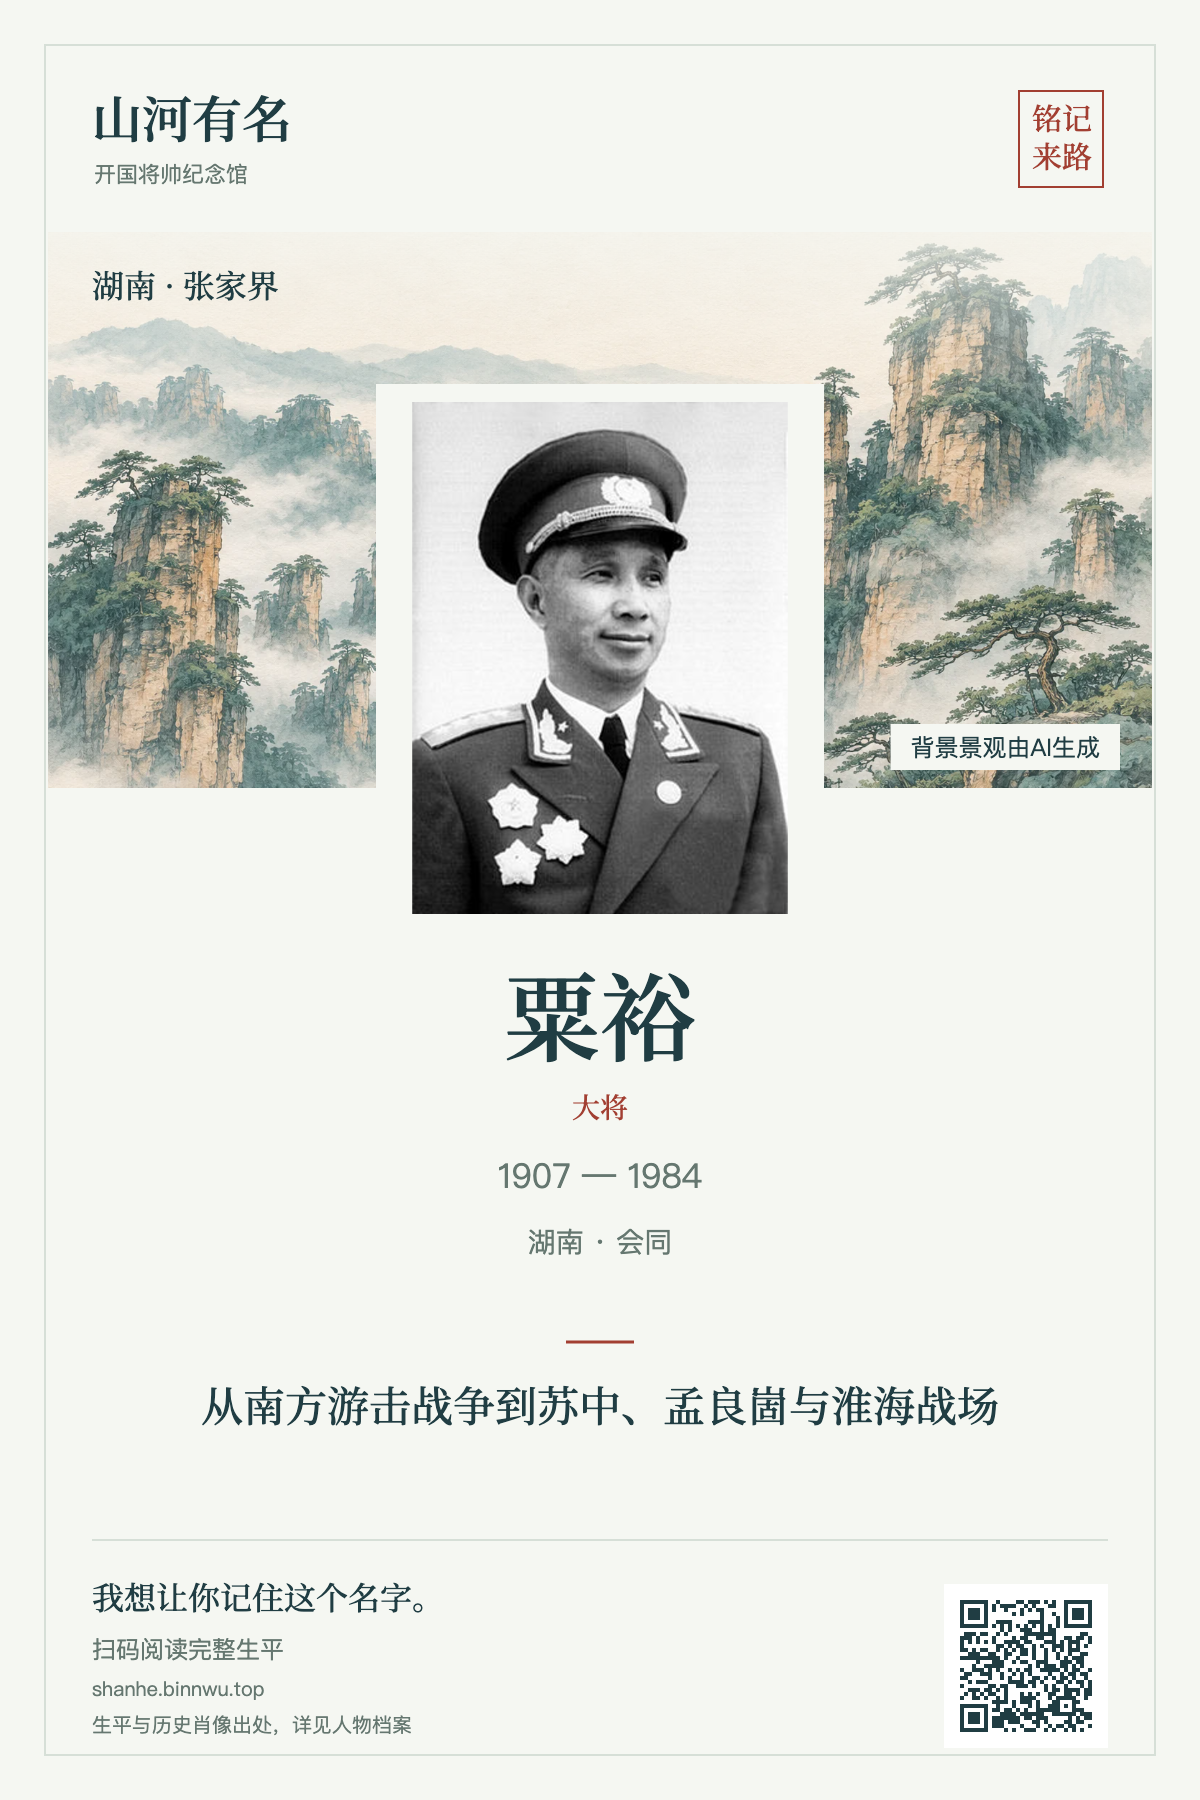 山河有名
开国将帅纪念馆
铭记
来路
湖南 · 张家界
背景景观由AI生成
粟裕
大将
1907 — 1984
湖南 · 会同
从南方游击战争到苏中、孟良崮与淮海战场
我想让你记住这个名字。
扫码阅读完整生平
shanhe.binnwu.top
生平与历史肖像出处，详见人物档案